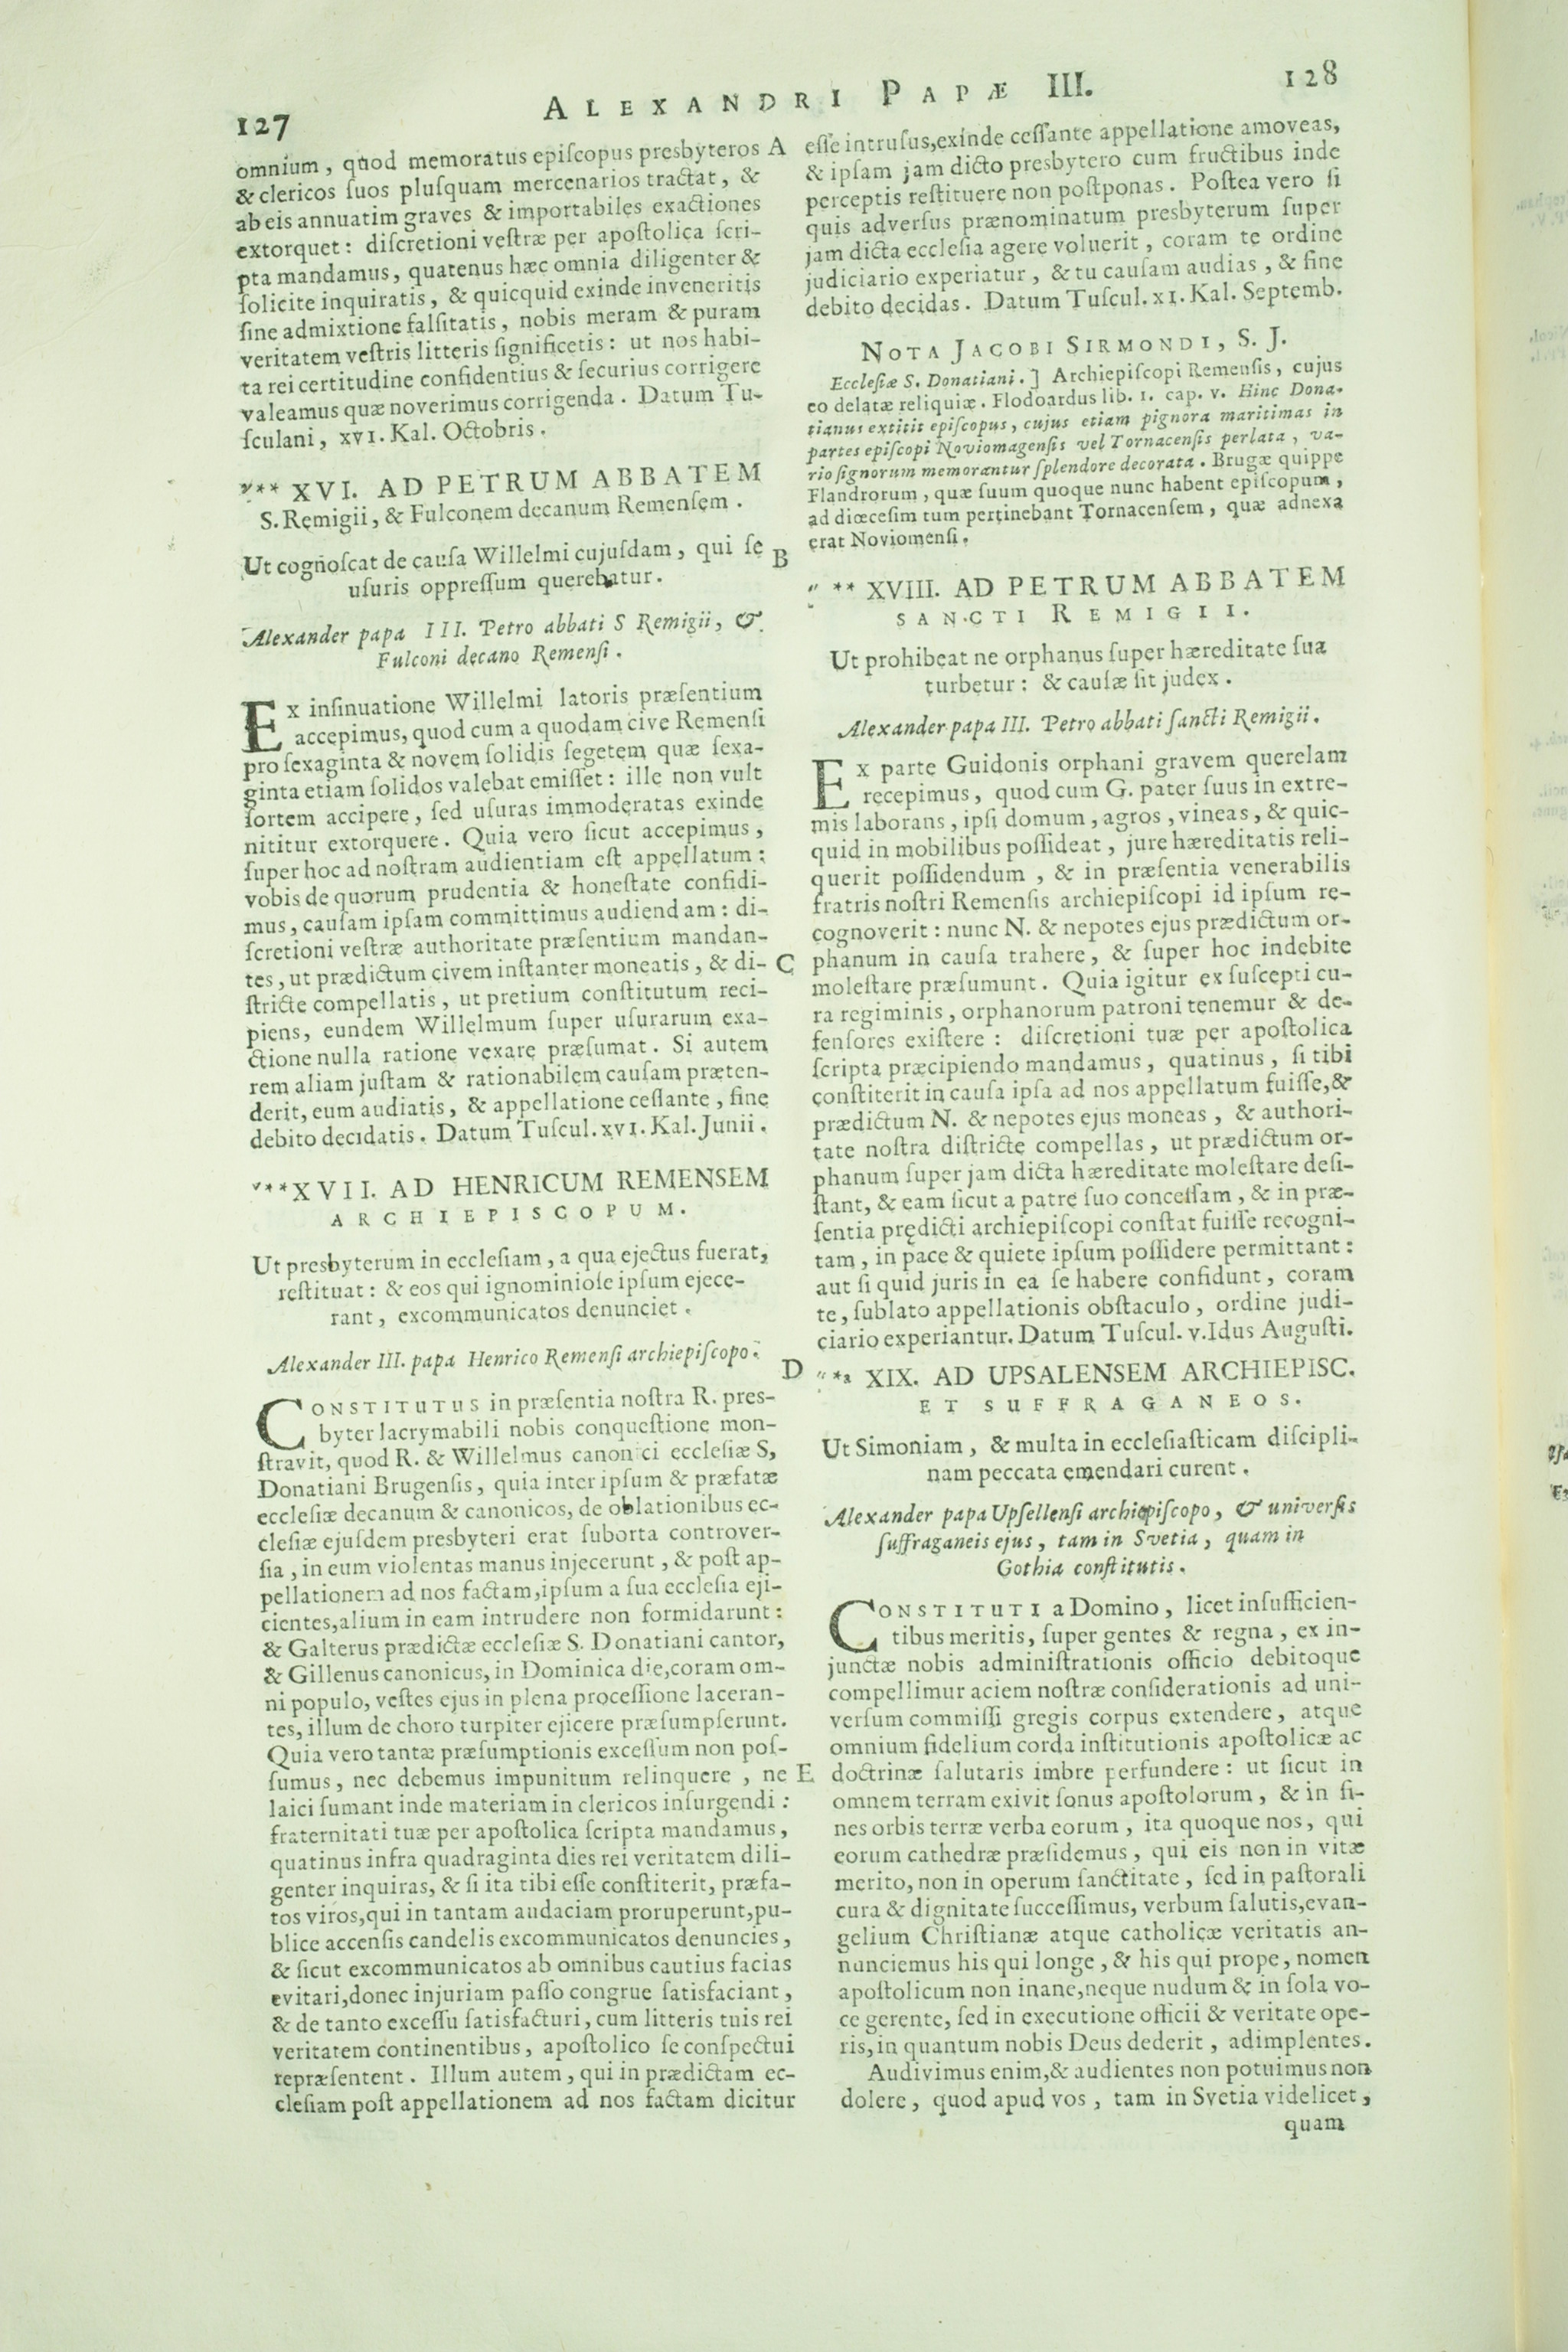 127
ALEXANDRI PAPÆ III.
128
omnium, quod memoratus epiſcopus presbyteros
& clericos ſuos pluſquam mercenarios tractat, &
ab eis annuatim graves & importabiles exactiones
extorquet: diſcretioni veſtræ per apoſtolica ſcri-
pta mandamus, quatenus hæc omnia diligenter &
ſolicite inquiratis, & quicquid exinde inveneritis
ſine admixtione falſitatis, nobis meram & puram
veritatem veſtris litteris ſignificetis: ut nos habi-
ta rei certitudine confidentius & ſecurius corrigere
valeamus quæ noverimus corrigenda. Datum Tu-
ſculani, XVI. Kal. Octobris.
*** XVI. AD PETRUM ABBATEM
S. Remigii, & Fulconem decanum Remenſem.
Ut cognoſcat de cauſa Willelmi cujuſdam, qui ſe
uſuris oppreſſum querebatur.
Alexander papa III. Petro abbati S Remigii, &
Fulconi decano Remenſi.
EX inſinuatione Willelmi latoris præſentium
accepimus, quod cum a quodam cive Remenſi
pro ſexaginta & novem ſolidis ſegetem quæ ſexa-
ginta etiam ſolidos valebat emiſſet: ille non vult
ſortem accipere, ſed uſuras immoderatas exinde
nititur extorquere. Quia vero ſicut accepimus,
ſuper hoc ad noſtram audientiam eſt appellatum:
vobis de quorum prudentia & honeſtate confidi-
mus, cauſam ipſam committimus audiend am: di-
ſcretioni veſtræ authoritate præſentium mandan-
tes, ut prædictum civem inſtanter moneatis, & di-
ſtricte compellatis, ut pretium conſtitutum reci-
piens, eundem Willelmum ſuper uſurarum exa-
ctione nulla ratione vexare præſumat. Si autem
rem aliam juſtam & rationabilem cauſam præten-
derit, eum audiatis, & appellatione ceſſante, fine
debito decidatis. Datum Tuſcul. XVI. Kal. Junii.
*** XVII. AD HENRICUM REMENSEM
ARCHIEPISCOPUM.
Ut presbyterum in eccleſiam, a qua ejectus fuerat,
reſtituat: & eos qui ignominioſe ipſum ejece-
rant, excommunicatos denunciet.
Alexander III. papa Henrico Remenſi archiepiſcopo.
CONSTITUTUS in præſentia noſtra R. pres-
byter lacrymabili nobis conqueſtione mon-
ſtravit, quod R. & Willelmus canonici eccleſiæ S,
Donatiani Brugenſis, quia inter ipſum & præfatæ
eccleſiæ decanum & canonicos, de oblationibus ec-
cleſiæ ejuſdem presbyteri erat ſuborta controver-
ſia, in eum violentas manus injecerunt, & poſt ap-
pellationem ad nos factam, ipſum a ſua eccleſia eji-
cientes, alium in eam intrudere non formidarunt:
& Galterus prædictæ eccleſiæ S. Donatiani cantor,
& Gillenus canonicus, in Dominica die, coram om-
ni populo, veſtes ejus in plena proceſſione laceran-
tes, illum de choro turpiter ejicere præſumpſerunt.
Quia vero tantæ præſumptionis exceſſum non poſ-
ſumus, nec debemus impunitum relinquere, ne
laici ſumant inde materiam in clericos inſurgendi:
fraternitati tuæ per apoſtolica ſcripta mandamus,
quatinus infra quadraginta dies rei veritatem dili-
genter inquiras, & ſi ita tibi eſſe conſtiterit, præfa-
tos viros, qui in tantam audaciam proruperunt, pu-
blice accenſis candelis excommunicatos denuncies,
& ſicut excommunicatos ab omnibus cautius facias
evitari, donec injuriam paſſo congrue ſatisfaciant,
& de tanto exceſſu ſatisfacturi, cum litteris tuis rei
veritatem continentibus, apoſtolico ſe conſpectui
repræſentent. Illum autem, qui in prædictam ec-
cleſiam poſt appellationem ad nos factam dicitur
A
B
C
D
E
eſſe intruſus, exinde ceſſante appellatione amoveas,
& ipſam jam dicto presbytero cum fructibus inde
perceptis reſtituere non poſtponas. Poſtea vero ſi
quis adverſus prænominatum presbyterum ſuper
jam dicta eccleſia agere voluerit, coram te ordine
judiciario experiatur, & tu cauſam audias, & fine
debito decidas. Datum Tuſcul. XI. Kal. Septemb.
NOTA JACOBI SIRMONDI, S. J.
Eccleſiæ S. Donatiani.] Archiepiſcopi Remenſis, cujus
eo delatæ reliquiæ. Flodoardus lib. 1. cap. v. Hinc Dona-
tianus extitit epiſcopus, cujus etiam pignora maritimas in
partes epiſcopi Noviomagenſis vel Tornacenſis perlata, va-
rio ſignorum memorantur ſplendore decorata. Brugæ quippe
Flandrorum, quæ ſuum quoque nunc habent epiſcopum,
ad diœceſim tum pertinebant Tornacenſem, quæ adnexa
erat Noviomenſi.
** XVIII. AD PETRUM ABBATEM
SANCTI REMIGII.
Ut prohibeat ne orphanus ſuper hæreditate ſua
turbetur: & cauſæ ſit judex.
Alexander papa III. Petro abbati ſancti Remigii.
EX parte Guidonis orphani gravem querelam
recepimus, quod cum G. pater ſuus in extre-
mis laborans, ipſi domum, agros, vineas, & quic-
quid in mobilibus poſſideat, jure hæreditatis reli-
querit poſſidendum, & in præſentia venerabilis
fratris noſtri Remenſis archiepiſcopi id ipſum re-
cognoverit: nunc N. & nepotes ejus prædictum or-
phanum in cauſa trahere, & ſuper hoc indebite
moleſtare præſumunt. Quia igitur ex ſuſcepti cu-
ra regiminis, orphanorum patroni tenemur & de-
fenſores exiſtere: diſcretioni tuæ per apoſtolica
ſcripta præcipiendo mandamus, quatinus, ſi tibi
conſtiterit in cauſa ipſa ad nos appellatum fuiſſe, &
prædictum N. & nepotes ejus moneas, & authori-
tate noſtra diſtricte compellas, ut prædictum or-
phanum ſuper jam dicta hæreditate moleſtare deſi-
ſtant, & eam ſicut a patre ſuo conceſſam, & in præ-
ſentia prędicti archiepiſcopi conſtat fuiſſe recogni-
tam, in pace & quiete ipſum poſſidere permittant:
aut ſi quid juris in ea ſe habere confidunt, coram
te, ſublato appellationis obſtaculo, ordine judi-
ciario experiantur. Datum Tuſcul. v. Idus Auguſti.
XIX. AD UPSALENSEM ARCHIEPISC.
ET SUFFRAGANEOS.
Ut Simoniam, & multa in eccleſiaſticam diſcipli-
nam peccata emendari curent.
Alexander papa Upſellenſi archiepiſcopo, & univerſis
ſuffraganeis ejus, tam in Svetia, quam in
Gothia conſtitutis.
CONSTITUTI a Domino, licet inſufficien-
tibus meritis, ſuper gentes & regna, ex in-
junctæ nobis adminiſtrationis officio debitoque
compellimur aciem noſtræ conſiderationis ad uni-
verſum commiſſi gregis corpus extendere, atque
omnium fidelium corda inſtitutionis apoſtolicæ ac
doctrinæ ſalutaris imbre perfundere: ut ſicut in
omnem terram exivit ſonus apoſtolorum, & in fi-
nes orbis terræ verba eorum, ita quoque nos, qui
eorum cathedræ præſidemus, qui eis non in vitæ
merito, non in operum ſanctitate, ſed in paſtorali
cura & dignitate ſucceſſimus, verbum ſalutis, evan-
gelium Chriſtianæ atque catholicæ veritatis an-
nunciemus his qui longe, & his qui prope, nomen
apoſtolicum non inane, neque nudum & in ſola vo-
ce gerente, ſed in executione officii & veritate ope-
ris, in quantum nobis Deus dederit, adimplentes.
Audivimus enim, & audientes non potuimus non
dolere, quod apud vos, tam in Svetia videlicet,
quam